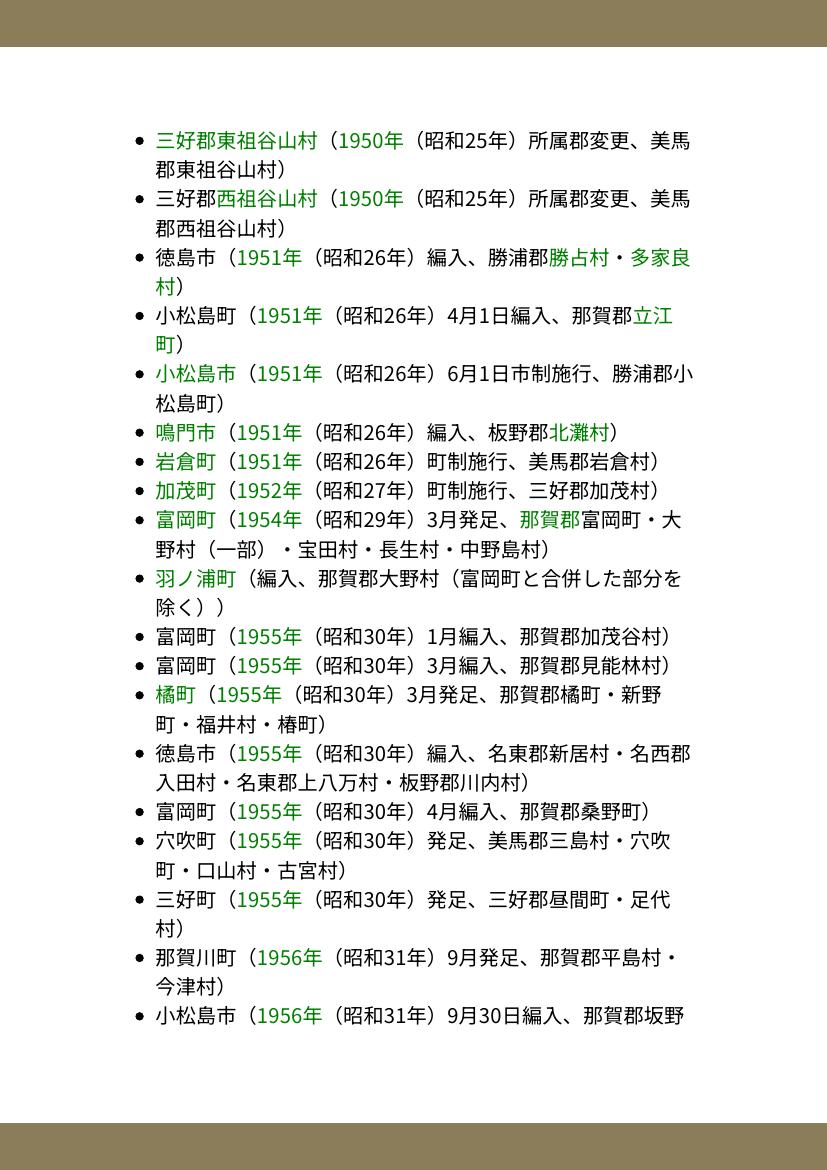 • 三好郡東祖谷山村（1950年（昭和25年）所属郡変更、美馬
郡東祖谷山村）
• 三好郡西祖谷山村（1950年（昭和25年）所属郡変更、美馬
郡西祖谷山村）
• 徳島市（1951年（昭和26年）編入、勝浦郡勝占村・多家良
村）
• 小松島町（1951年（昭和26年）4月1日編入、那賀郡立江
町）
• 小松島市（1951年（昭和26年）6月1日市制施行、勝浦郡小
松島町）
• 鳴門市（1951年（昭和26年）編入、板野郡北灘村）
• 岩倉町（1951年（昭和26年）町制施行、美馬郡岩倉村）
• 加茂町（1952年（昭和27年）町制施行、三好郡加茂村）
• 富岡町（1954年（昭和29年）3月発足、那賀郡富岡町・大
野村（一部）・宝田村・長生村・中野島村）
• 羽ノ浦町（編入、那賀郡大野村（富岡町と合併した部分を
除く））
• 富岡町（1955年（昭和30年）1月編入、那賀郡加茂谷村）
• 富岡町（1955年（昭和30年）3月編入、那賀郡見能林村）
• 橘町（1955年（昭和30年）3月発足、那賀郡橘町・新野
町・福井村・椿町）
• 徳島市（1955年（昭和30年）編入、名東郡新居村・名西郡
入田村・名東郡上八万村・板野郡川内村）
• 富岡町（1955年（昭和30年）4月編入、那賀郡桑野町）
• 穴吹町（1955年（昭和30年）発足、美馬郡三島村・穴吹
町・口山村・古宮村）
• 三好町（1955年（昭和30年）発足、三好郡昼間町・足代
村）
• 那賀川町（1956年（昭和31年）9月発足、那賀郡平島村・
今津村）
• 小松島市（1956年（昭和31年）9月30日編入、那賀郡坂野